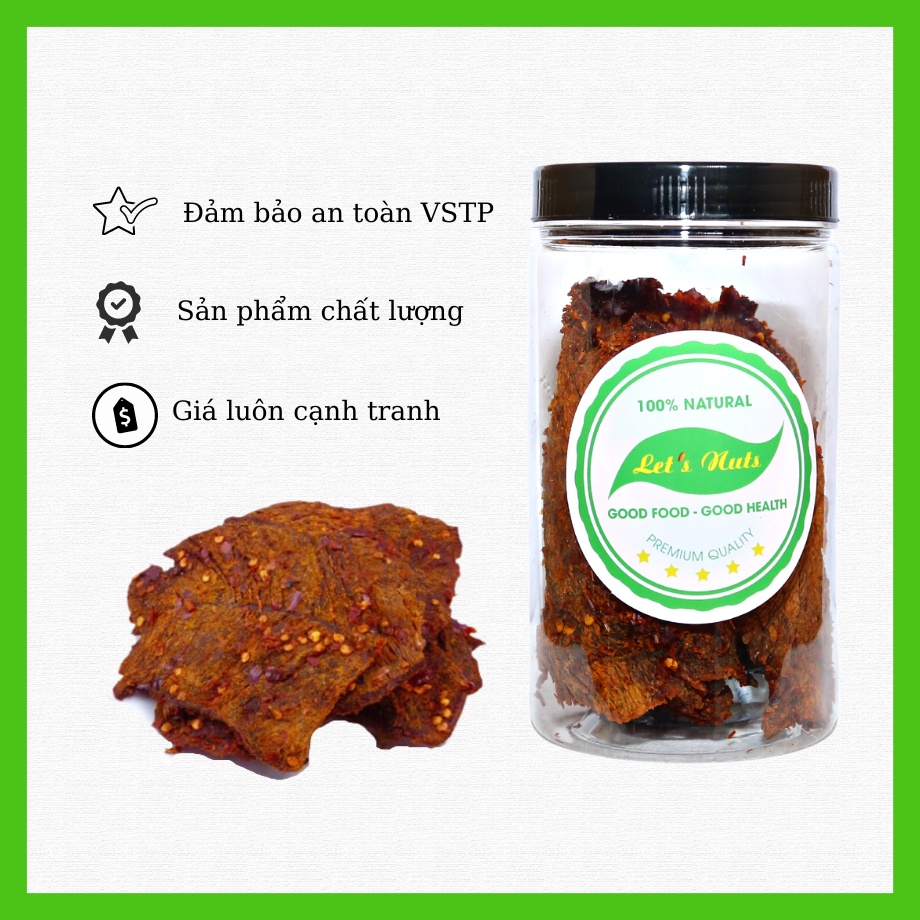 Đảm bảo an toàn VSTP
Sản phẩm chất lượng
$
Giá luôn cạnh tranh
100% NATURAL
Let's Nuts
GOOD FOOD - GOOD HEALTH
PREMIUM QUALITY